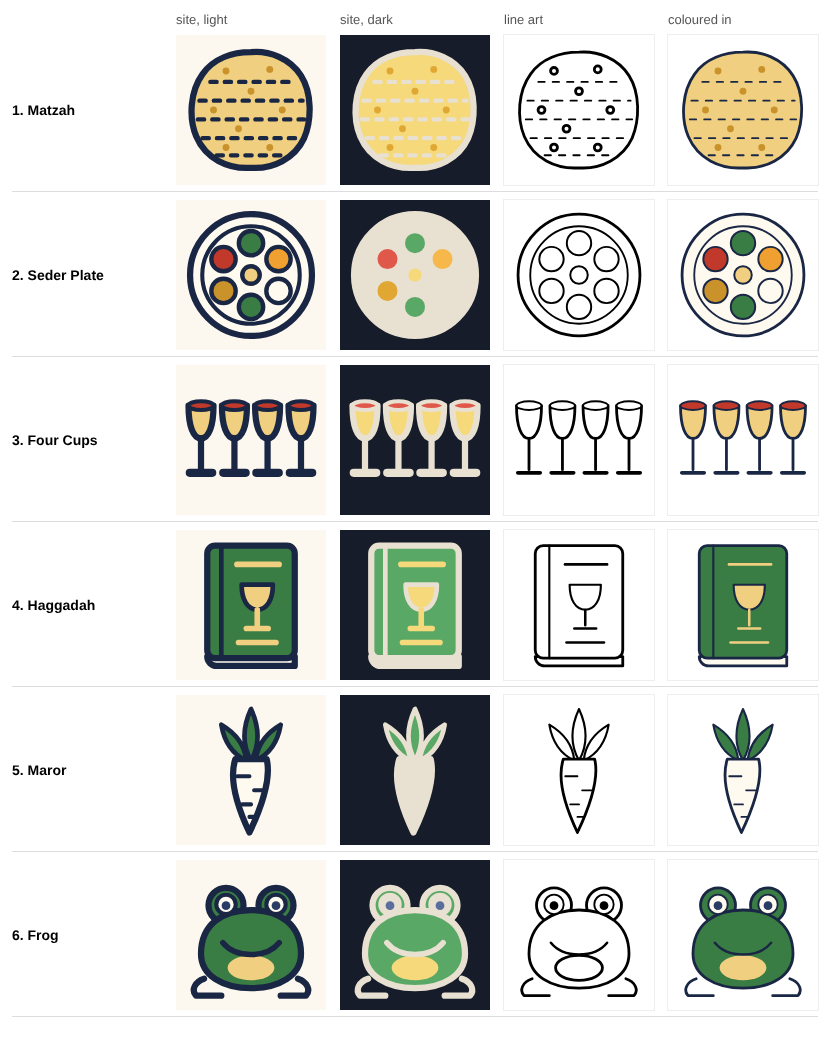 site, light
site, dark
line art
coloured in
1. Matzah
2. Seder Plate
3. Four Cups
4. Haggadah
5. Maror
6. Frog